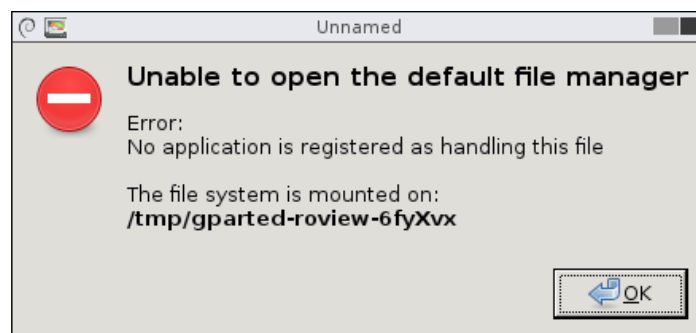 Unnamed
Unable to open the default file manager
Error:
No application is registered as handling this file
The file system is mounted on:
/tmp/gparted-roview-6fyXvx
OK